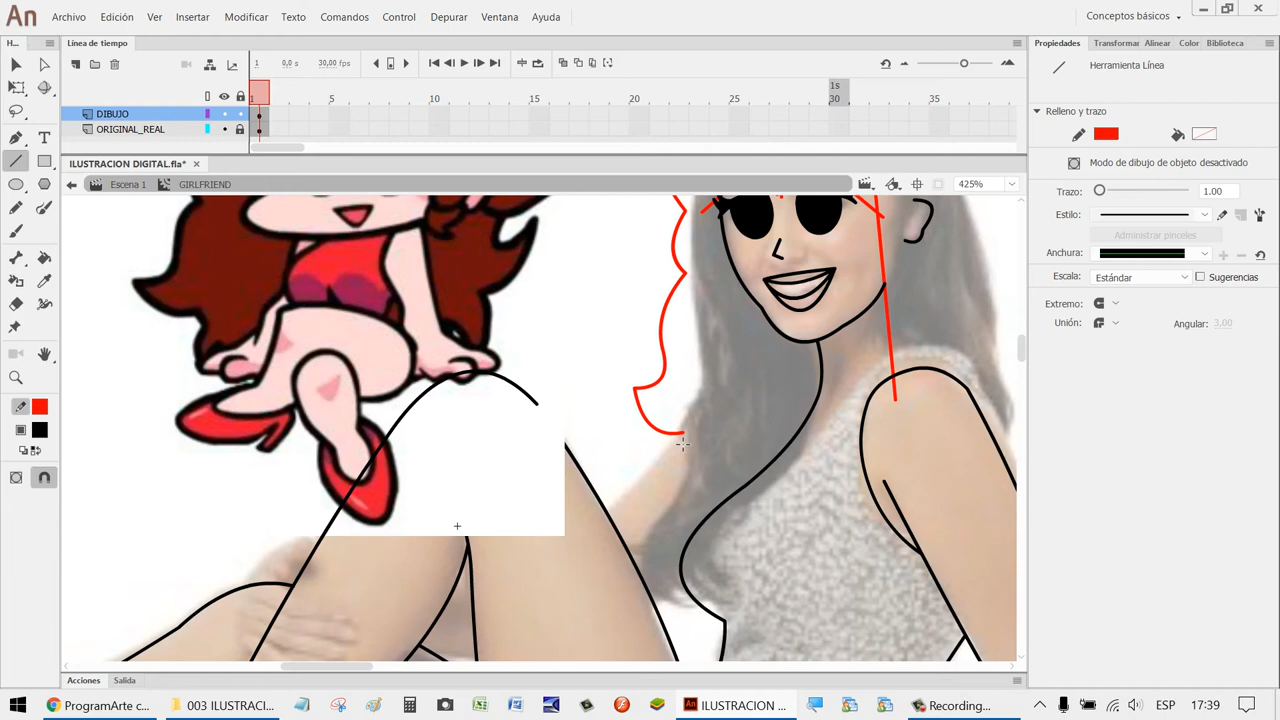 An Archivo Edición Ver Insertar Modificar Texto Comandos Control Depurar Ventana Ayuda Conceptos básicos
H... Línea de tiempo Propiedades Transformar Alinear Color Biblioteca
1 0,0 s 30,00 fps Herramienta Línea
1s
1 5 10 15 20 25 30 35
DIBUJO Relleno y trazo
ORIGINAL_REAL
ILUSTRACION DIGITAL.fla* Modo de dibujo de objeto desactivado
Escena 1 GIRLFRIEND 425%
Trazo: 1.00
Estilo:
Administrar pinceles
Anchura:
Escala: Estándar Sugerencias
Extremo:
Unión: Angular: 3,00
Acciones Salida
ProgramArte c... 003 ILUSTRACI... An ILUSTRACION ... Recording... ESP 17:39